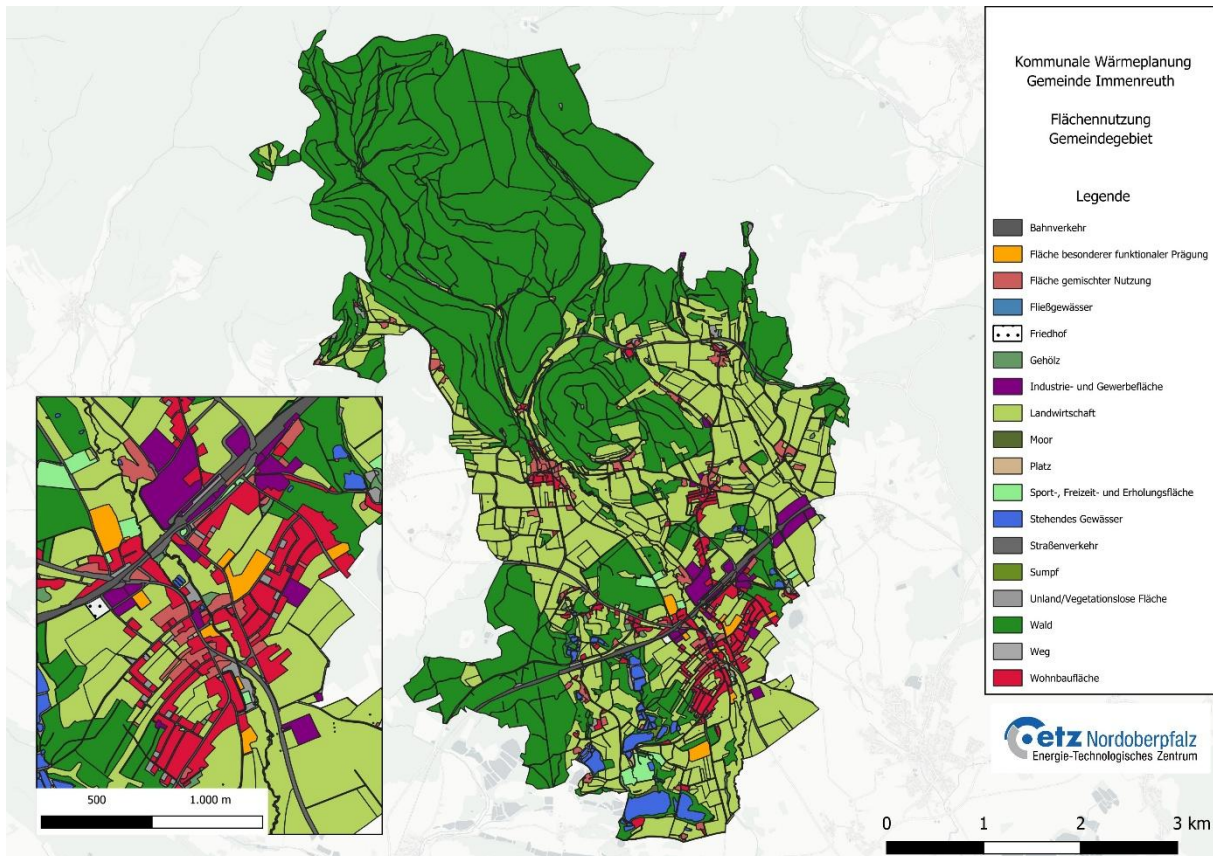 Kommunale Wärmeplanung
Gemeinde Immenreuth
Flächennutzung
Gemeindegebiet
Legende
Bahnverkehr
Fläche besonderer funktionaler Prägung
Fläche gemischter Nutzung
Fließgewässer
Friedhof
Gehölz
Industrie- und Gewerbefläche
Landwirtschaft
Moor
Platz
Sport-, Freizeit- und Erholungsfläche
Stehendes Gewässer
Straßenverkehr
Sumpf
Unland/Vegetationslose Fläche
Wald
Weg
Wohnbaufläche
etz Nordoberpfalz
Energie-Technologisches Zentrum
500 1.000 m
0 1 2 3 km